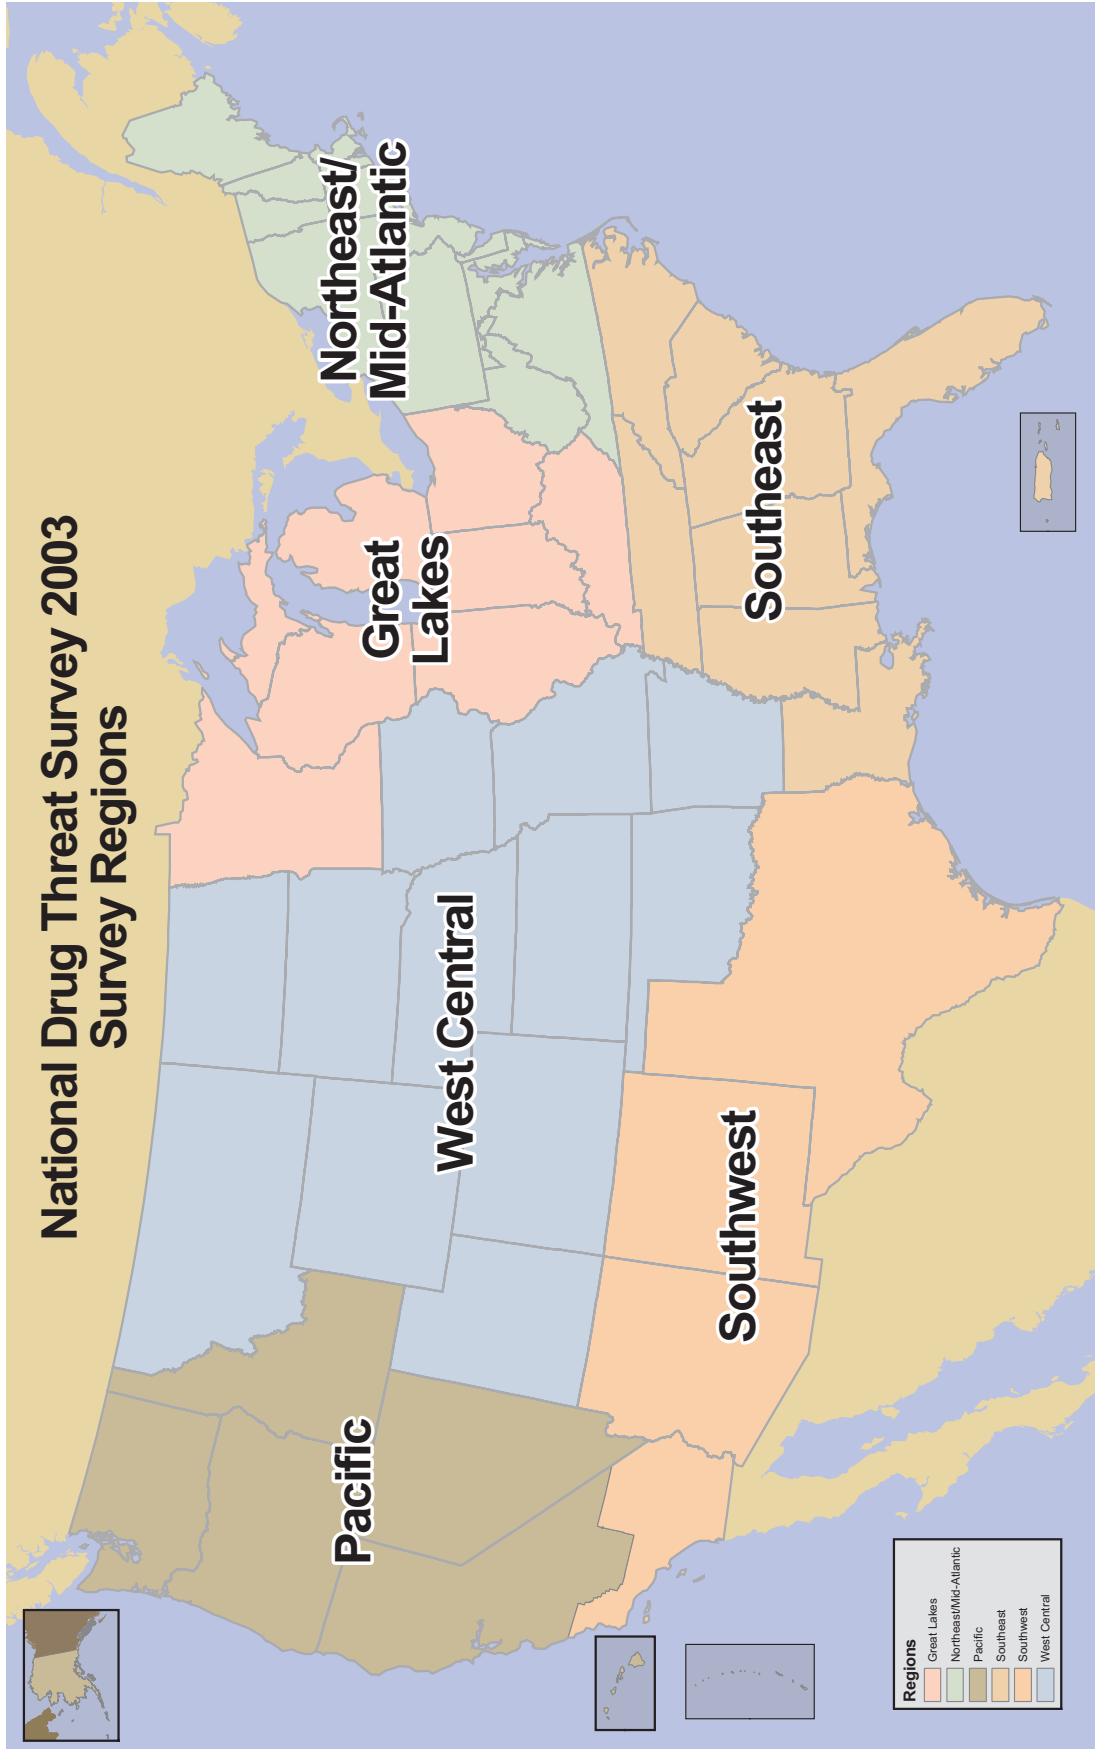 National Drug Threat Survey 2003
Survey Regions
Pacific
West Central
Great
Lakes
Northeast/
Mid-Atlantic
Southwest
Southeast
Regions
Great Lakes
Northeast/Mid-Atlantic
Pacific
Southeast
Southwest
West Central